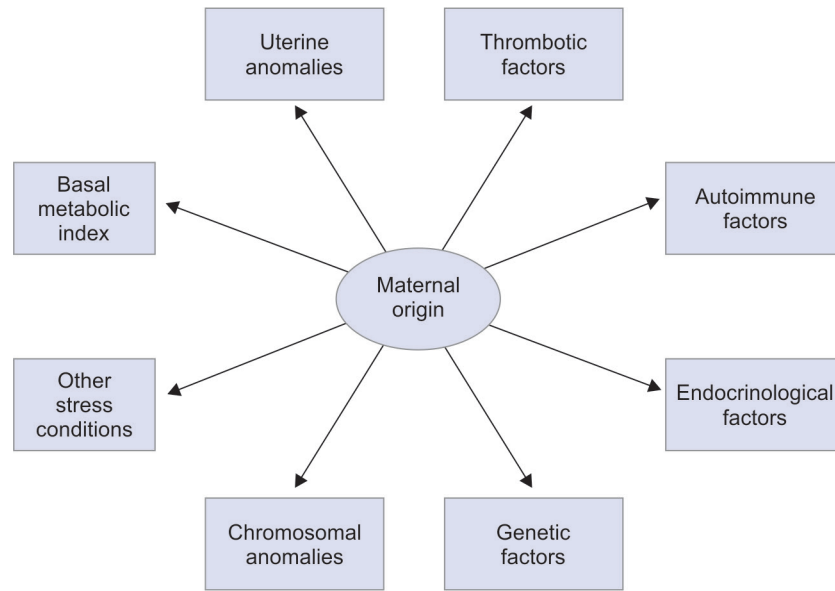 Uterine
anomalies
Thrombotic
factors
Basal
metabolic
index
Autoimmune
factors
Maternal
origin
Other
stress
conditions
Endocrinological
factors
Chromosomal
anomalies
Genetic
factors